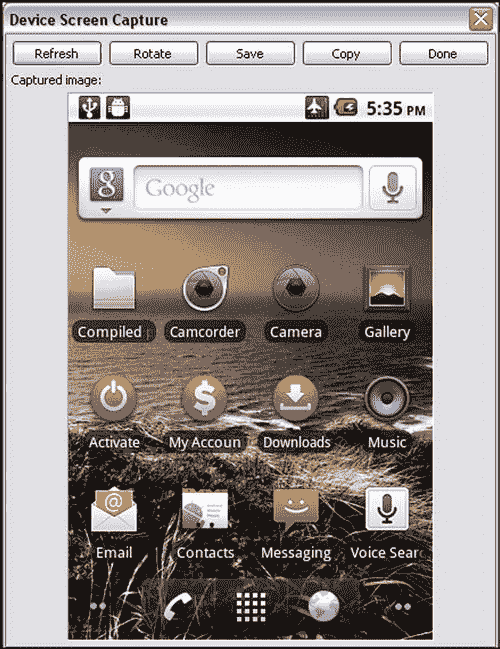 Device Screen Capture
Refresh Rotate Save Copy Done
Captured image:
5:35 PM
g Google
Compiled Camcorder Camera Gallery
Activate My Accoun Downloads Music
Email Contacts Messaging Voice Sear